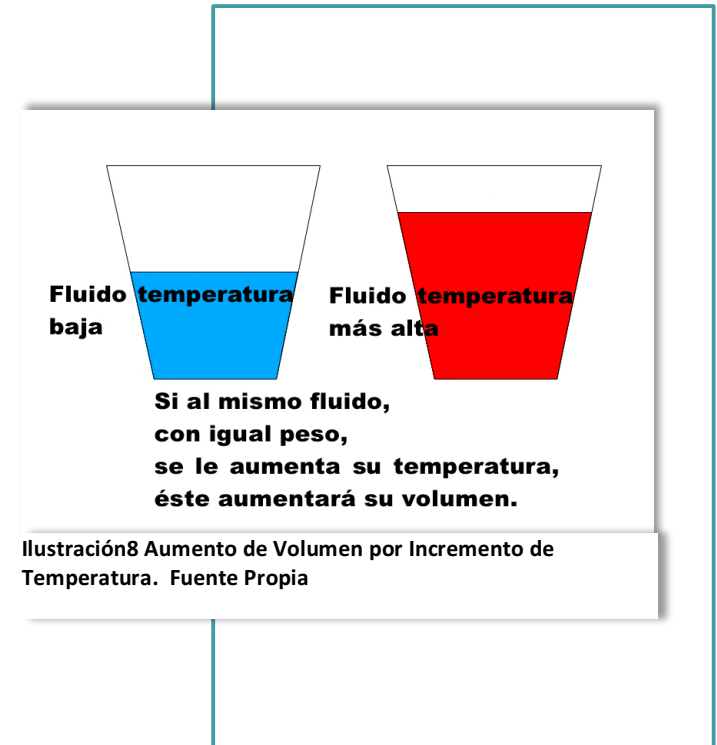 Fluido temperatura
baja
Fluido temperatura
más alta
Si al mismo fluido,
con igual peso,
se le aumenta su temperatura,
éste aumentará su volumen.
Ilustración8 Aumento de Volumen por Incremento de
Temperatura. Fuente Propia